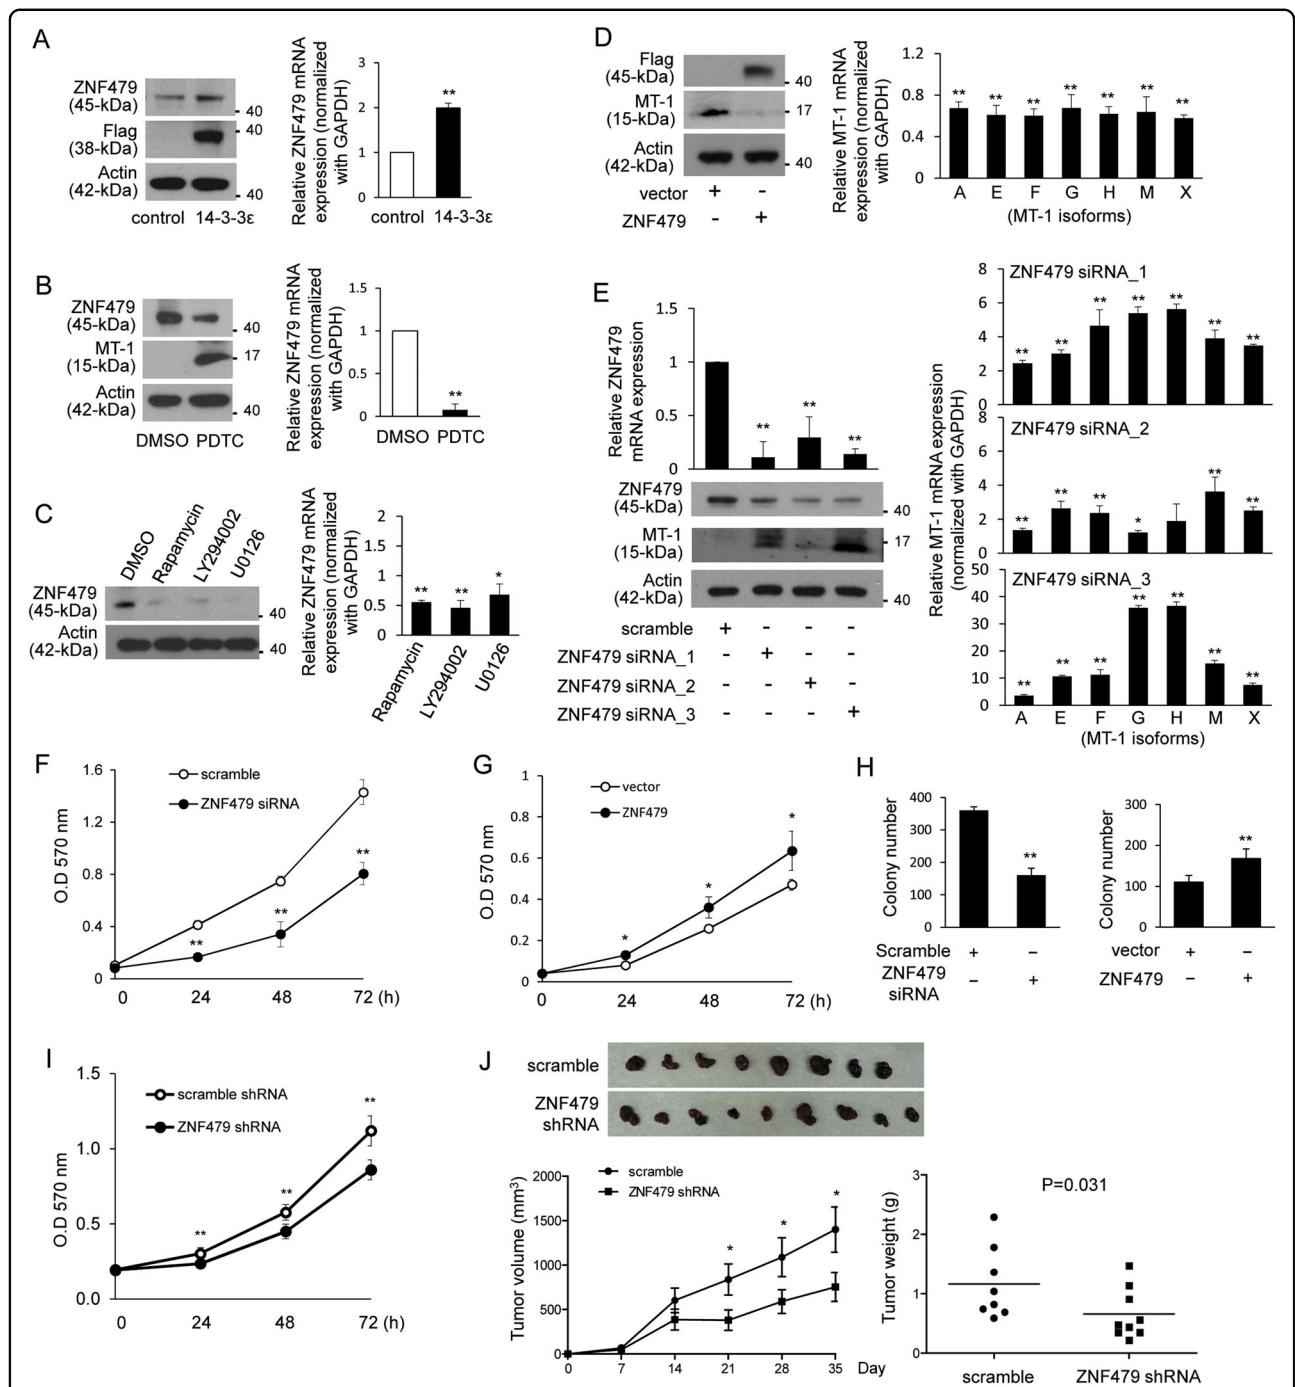 A
ZNF479
(45-kDa)
40
Flag
(38-kDa)
40
Actin
(42-kDa)
40
control 14-3-3ε
Relative ZNF479 mRNA
expression (normalized
with GAPDH)
3
2
1
0
**
control 14-3-3ε
B
ZNF479
(45-kDa)
40
MT-1
(15-kDa)
17
Actin
(42-kDa)
40
DMSO PDTC
Relative ZNF479 mRNA
expression (normalized
with GAPDH)
1.5
1
0.5
0
**
DMSO PDTC
C
DMSO
Rapamycin
LY294002
U0126
ZNF479
(45-kDa)
40
Actin
(42-kDa)
40
Relative ZNF479 mRNA
expression (normalized
with GAPDH)
2
1.5
1
0.5
0
** ** *
Rapamycin
LY294002
U0126
D
Flag
(45-kDa)
40
MT-1
(15-kDa)
17
Actin
(42-kDa)
40
vector + -
ZNF479 - +
Relative MT-1 mRNA
expression (normalized
with GAPDH)
1.2
0.8
0.4
0
** ** ** ** ** ** **
A E F G H M X
(MT-1 isoforms)
E
Relative ZNF479
mRNA expression
1.5
1
0.5
0
** ** **
ZNF479
(45-kDa)
40
MT-1
(15-kDa)
17
Actin
(42-kDa)
40
scramble + - - -
ZNF479 siRNA_1 - + - -
ZNF479 siRNA_2 - - + -
ZNF479 siRNA_3 - - - +
Relative MT-1 mRNA expression
(normalized with GAPDH)
ZNF479 siRNA_1
8
6
4
2
0
** ** ** ** ** ** **
ZNF479 siRNA_2
8
6
4
2
0
** ** ** * ** **
ZNF479 siRNA_3
50
40
30
20
10
0
** ** ** ** ** ** **
A E F G H M X
(MT-1 isoforms)
F
O.D 570 nm
1.6
1.2
0.8
0.4
0
scramble
ZNF479 siRNA
** ** **
0 24 48 72 (h)
G
O.D 570 nm
1
0.8
0.6
0.4
0.2
0
vector
ZNF479
* * *
0 24 48 72 (h)
H
Colony number
400
300
200
100
0
**
Scramble + −
ZNF479
siRNA − +
Colony number
300
200
100
0
**
vector + −
ZNF479 − +
I
O.D 570 nm
1.5
1.0
0.5
0.0
scramble shRNA
ZNF479 shRNA
** ** **
0 24 48 72 (h)
J
scramble
ZNF479
shRNA
Tumor volume (mm³)
2000
1500
1000
500
0
scramble
ZNF479 shRNA
* * *
0 7 14 21 28 35 Day
Tumor weight (g)
3
2
1
0
P=0.031
scramble ZNF479 shRNA